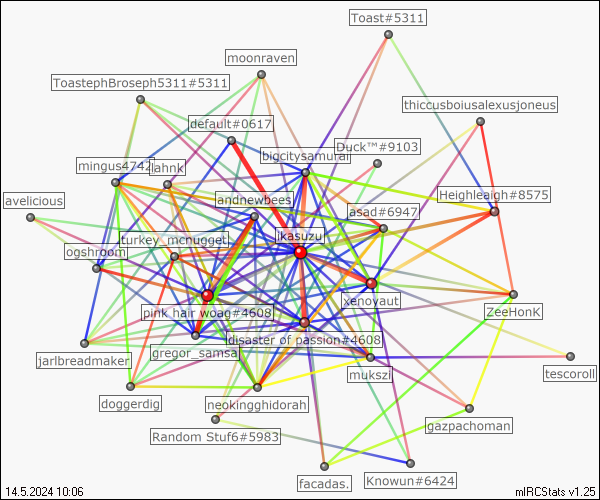 Toast#5311
moonraven
ToastephBroseph5311#5311
thiccusboiusalexusjoneus
default#0617
Duck™#9103
bigcitysamurai
mingus4742
lahnk
Heighleaigh#8575
avelicious
andnewbees
asad#6947
jkasuzu
turkey_mcnugget
ogshroom
xenoyaut
pink hair woag#4608
ZeeHonK
disaster of passion#4608
gregor_samsa
jarlbreadmaker
mukszi
tescoroll
doggerdig
neokingghidorah
gazpachoman
Random Stuf6#5983
facadas.
Knowun#6424
14.5.2024 10:06
mIRCStats v1.25